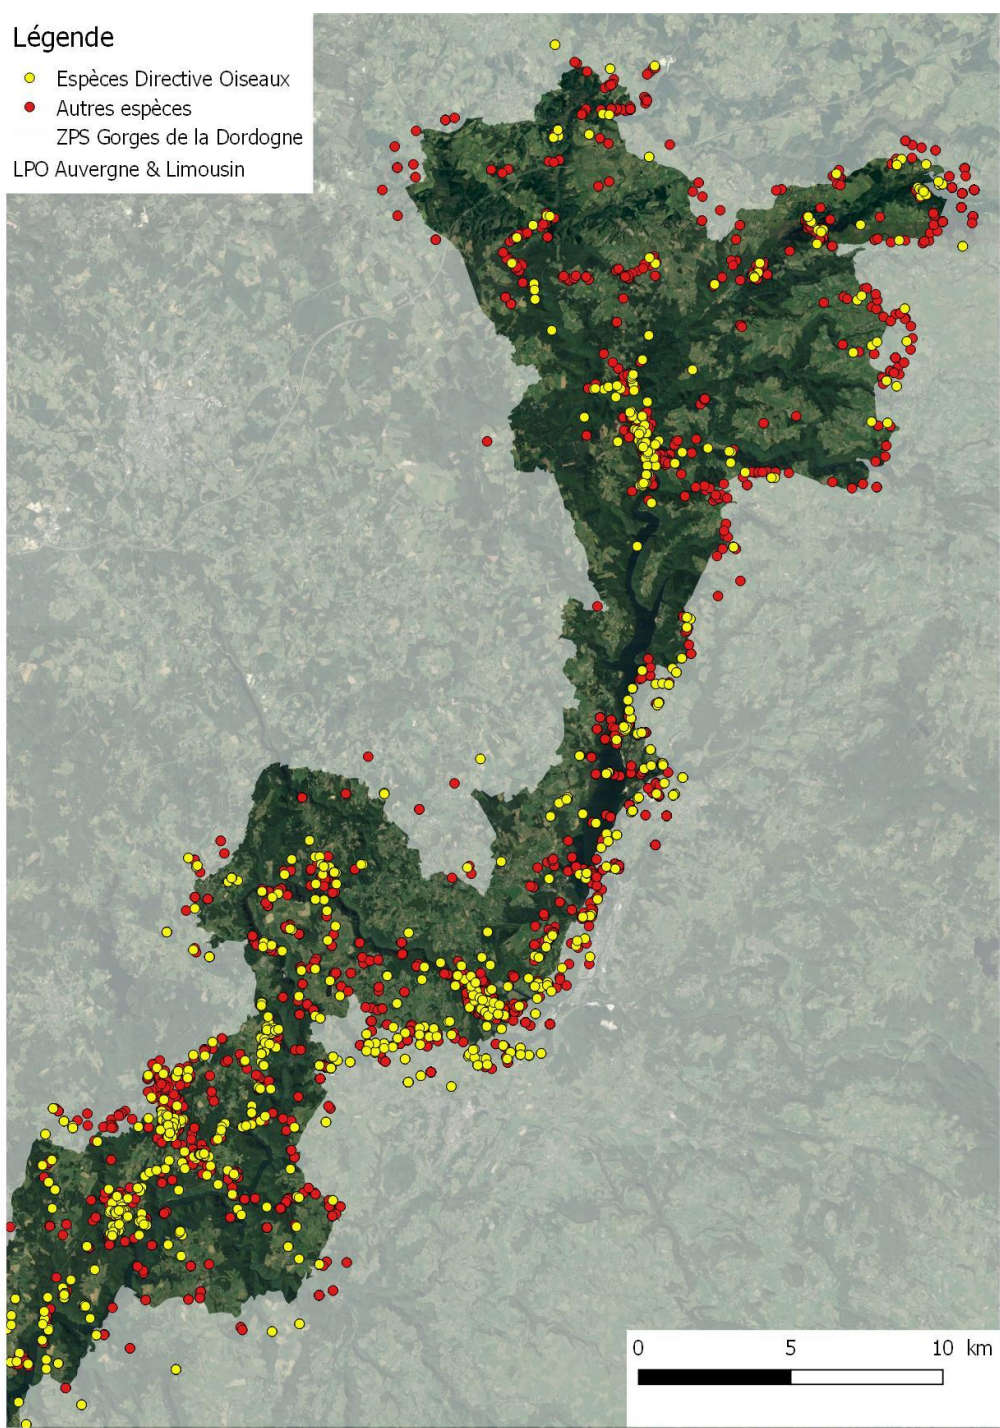 Légende
Espèces Directive Oiseaux
Autres espèces
ZPS Gorges de la Dordogne
LPO Auvergne & Limousin
0 5 10 km